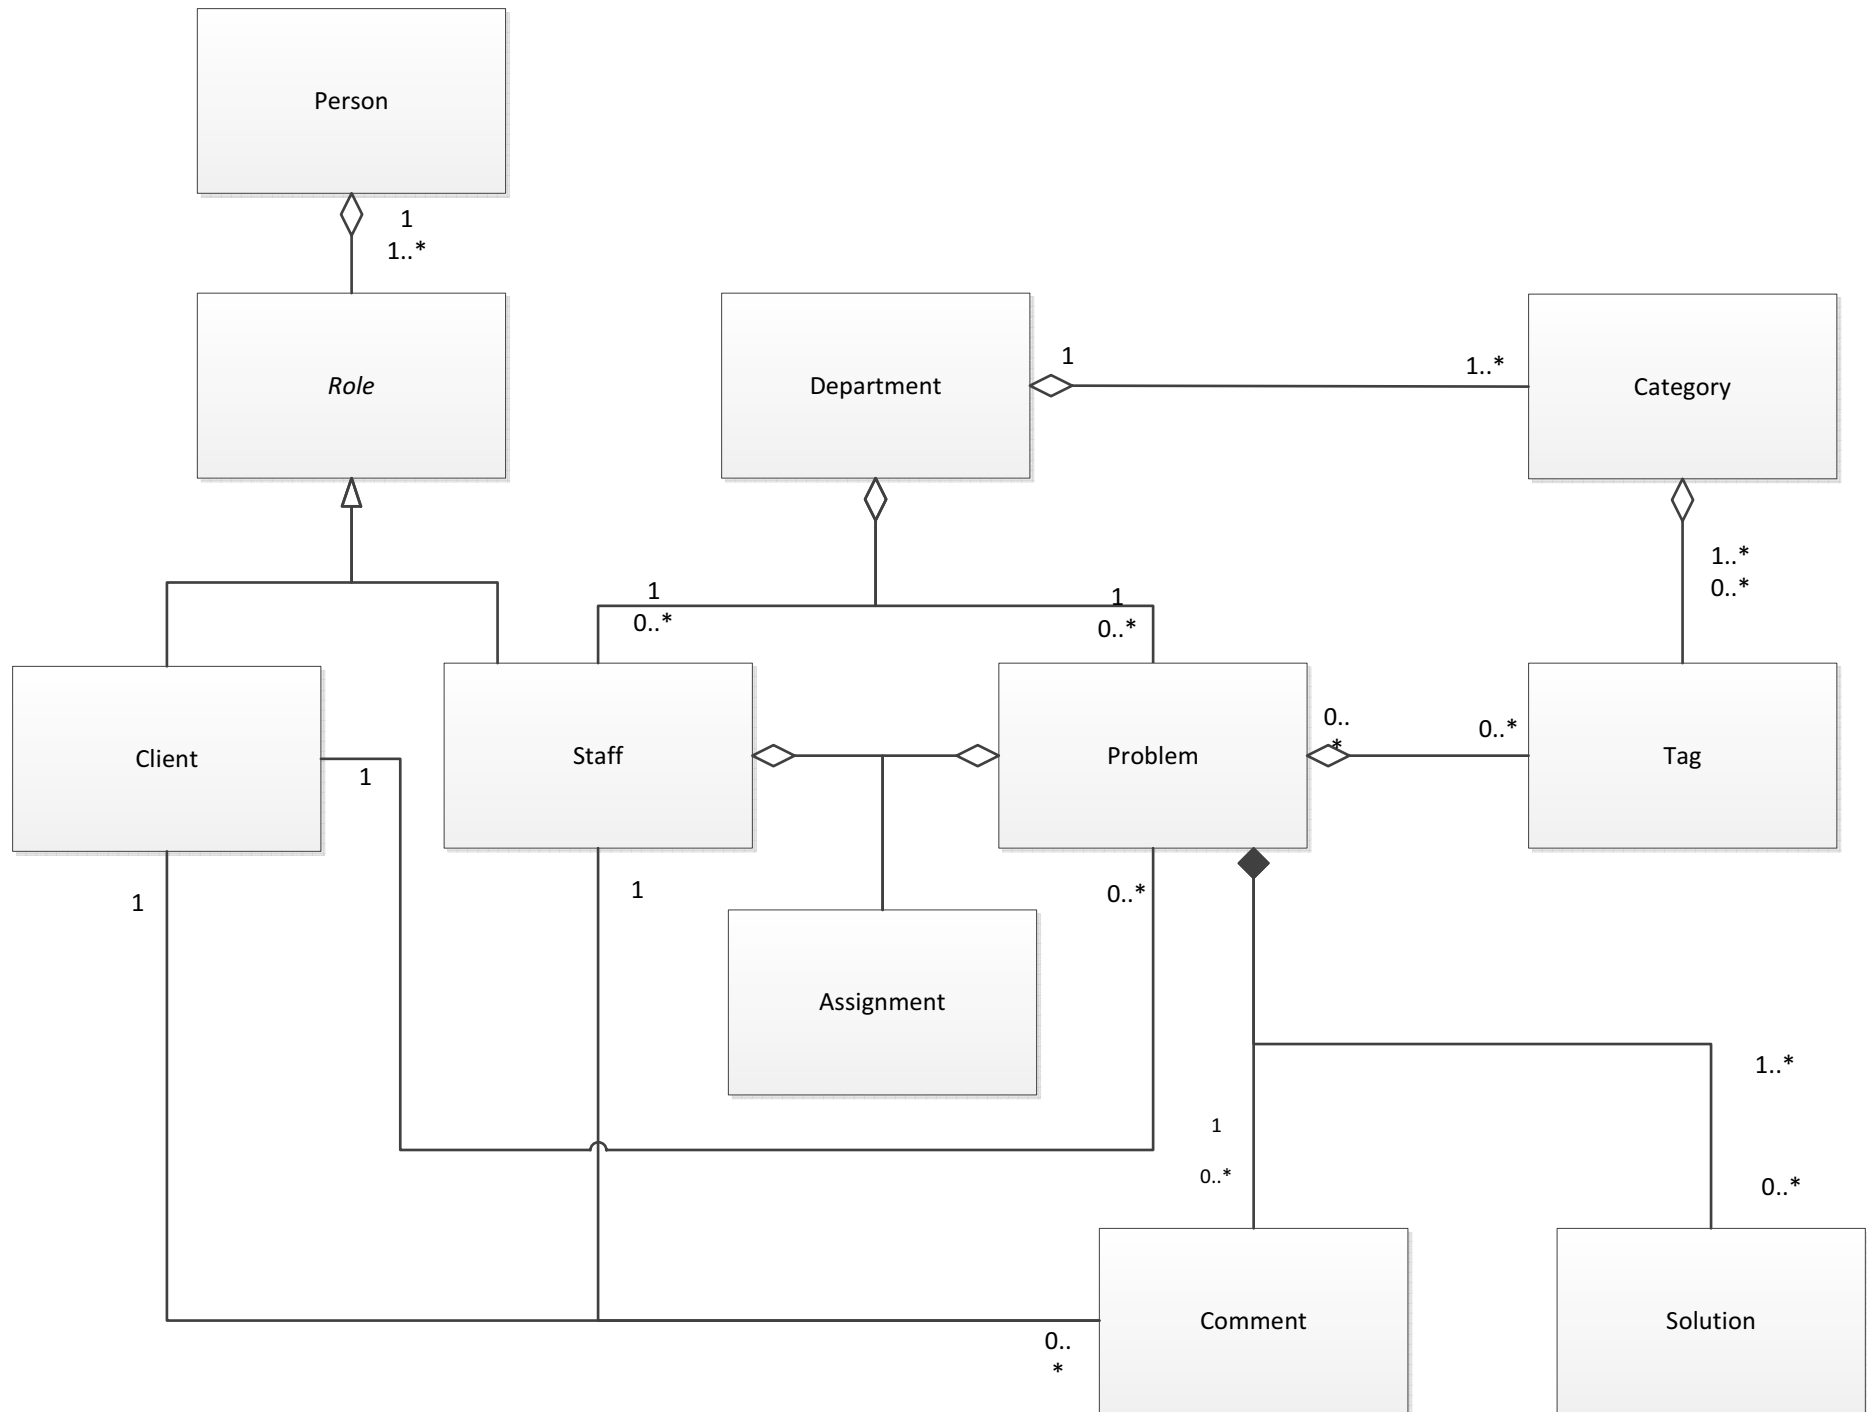 Person
1
1..*
Role
Department
1
1..*
Category
1
0..*
1
0..*
1..*
0..*
Client
1
Staff
Problem
0..
*
0..*
Tag
1
1
0..*
Assignment
1..*
1
0..*
0..*
Comment
Solution
0..
*